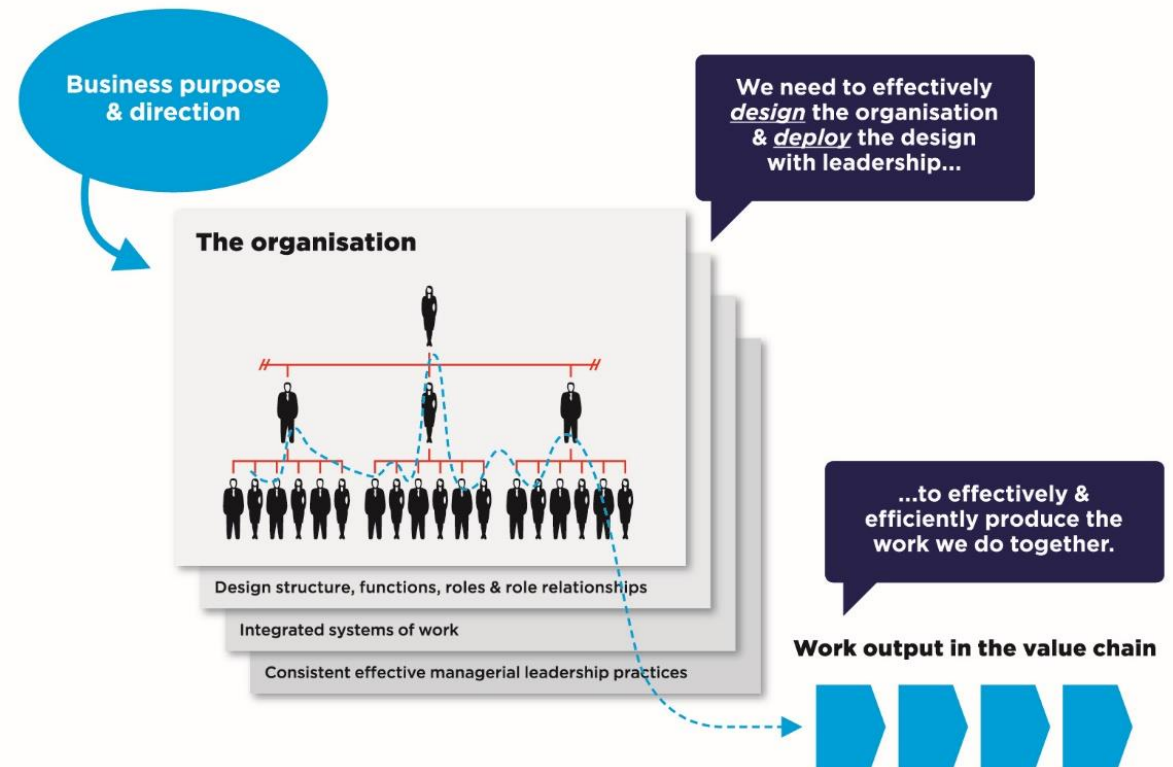 Business purpose
& direction
We need to effectively
design the organisation
& deploy the design
with leadership...
The organisation
Design structure, functions, roles & role relationships
Integrated systems of work
Consistent effective managerial leadership practices
...to effectively &
efficiently produce the
work we do together.
Work output in the value chain